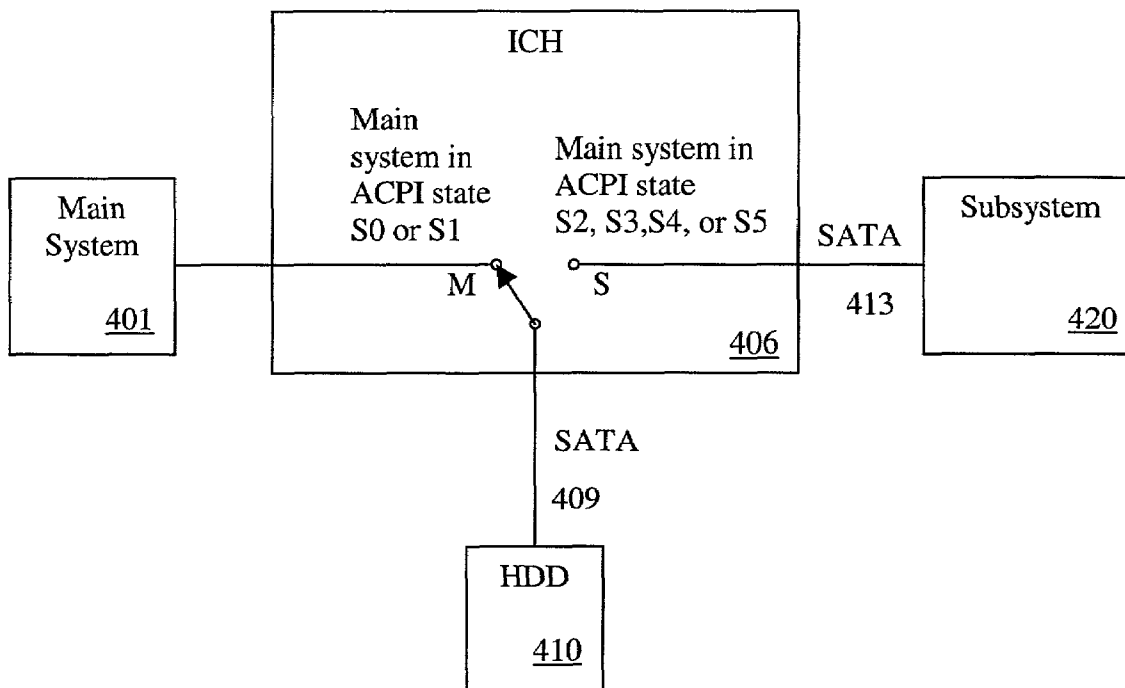 ICH
Main
system in
ACPI state
S0 or S1
Main system in
ACPI state
S2, S3,S4, or S5
Main
System
401
M
S
406
SATA
413
Subsystem
420
SATA
409
HDD
410